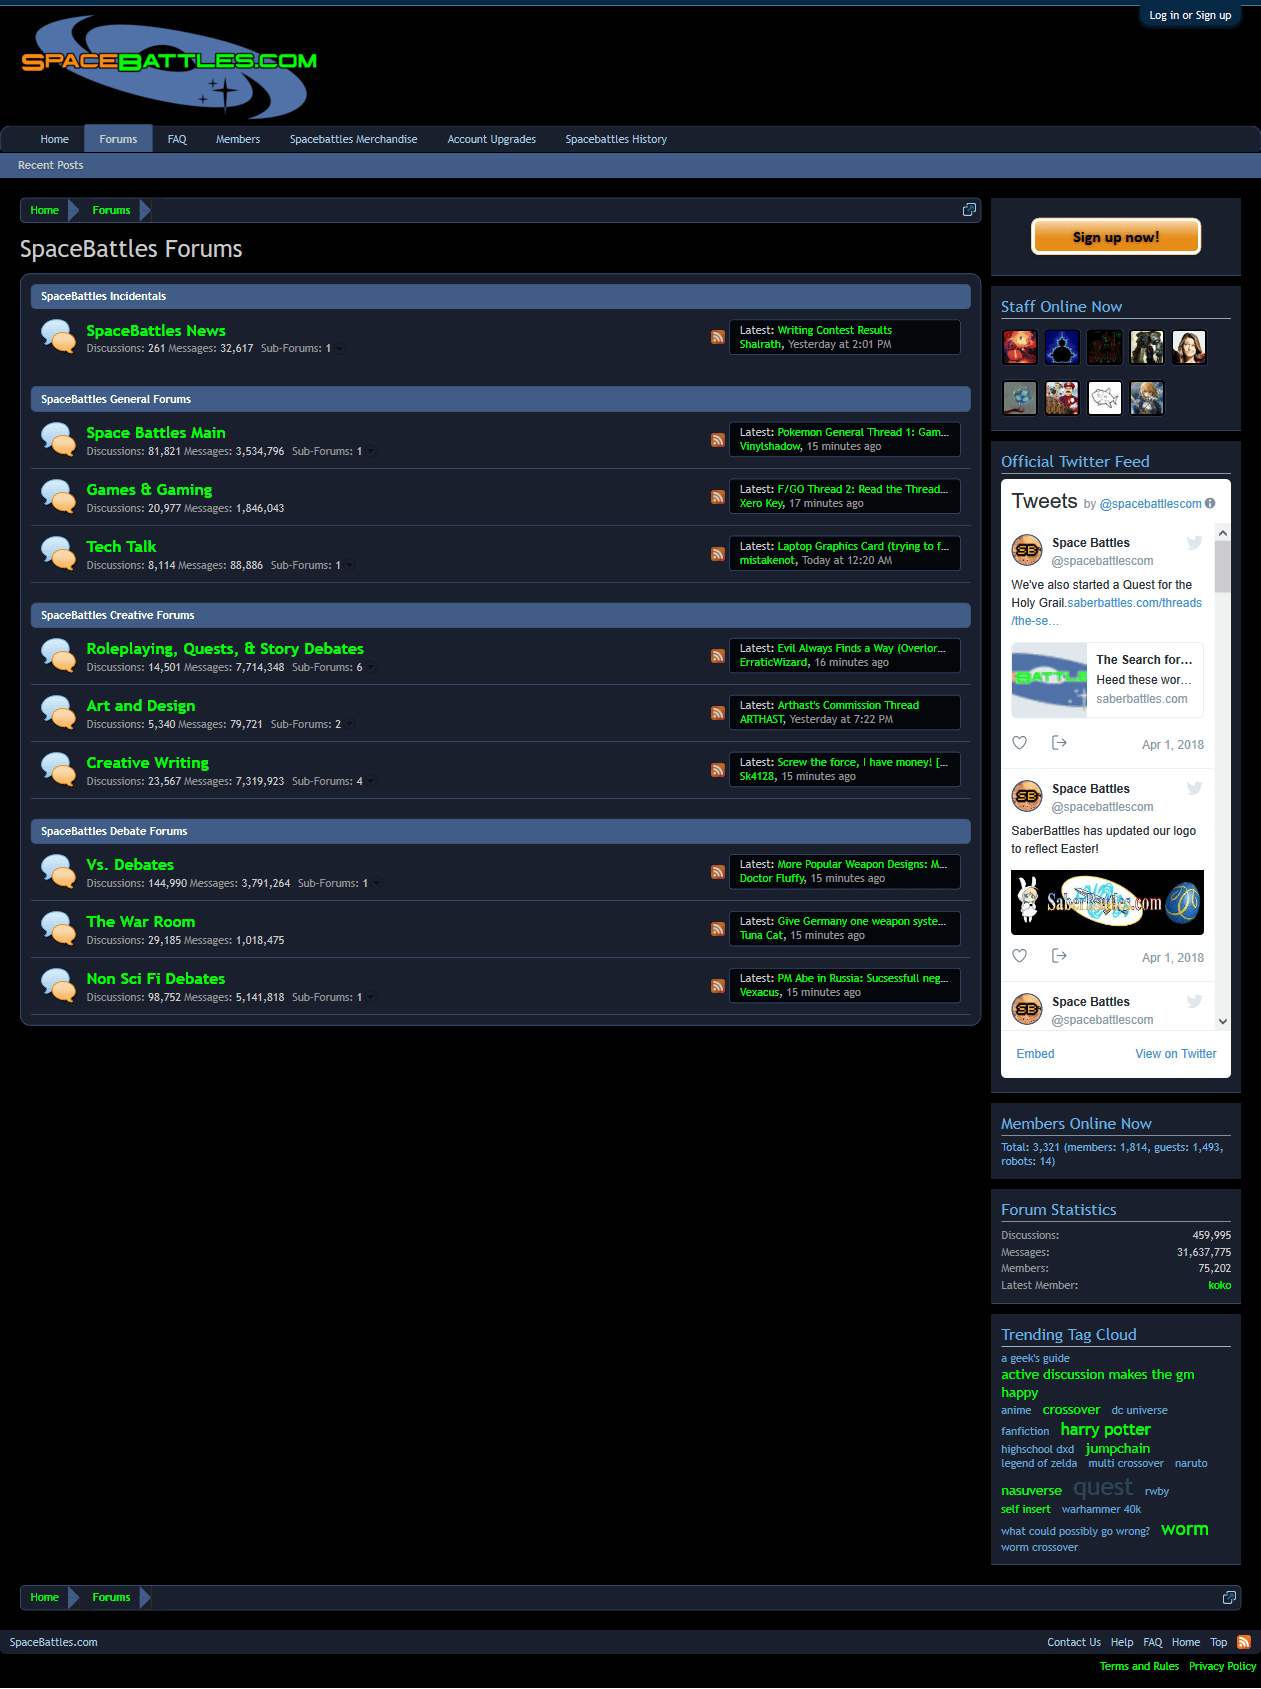 Log in or Sign up
SPACEBATTLES.COM
Home Forums FAQ Members Spacebattles Merchandise Account Upgrades Spacebattles History
Recent Posts
Home Forums
SpaceBattles Forums
SpaceBattles Incidentals
SpaceBattles News
Discussions: 261 Messages: 32,617 Sub-Forums: 1
Latest: Writing Contest Results
Shalrath, Yesterday at 2:01 PM
SpaceBattles General Forums
Space Battles Main
Discussions: 81,821 Messages: 3,534,796 Sub-Forums: 1
Latest: Pokemon General Thread 1: Gam...
Vinylshadow, 15 minutes ago
Games & Gaming
Discussions: 20,977 Messages: 1,846,043
Latest: F/GO Thread 2: Read the Thread...
Xero Key, 17 minutes ago
Tech Talk
Discussions: 8,114 Messages: 88,886 Sub-Forums: 1
Latest: Laptop Graphics Card (trying to f...
mistakenot, Today at 12:20 AM
SpaceBattles Creative Forums
Roleplaying, Quests, & Story Debates
Discussions: 14,501 Messages: 7,714,348 Sub-Forums: 6
Latest: Evil Always Finds a Way (Overlor...
ErraticWizard, 16 minutes ago
Art and Design
Discussions: 5,340 Messages: 79,721 Sub-Forums: 2
Latest: Arthast's Commission Thread
ARTHAST, Yesterday at 7:22 PM
Creative Writing
Discussions: 23,567 Messages: 7,319,923 Sub-Forums: 4
Latest: Screw the force, I have money! [...
Sk4128, 15 minutes ago
SpaceBattles Debate Forums
Vs. Debates
Discussions: 144,990 Messages: 3,791,264 Sub-Forums: 1
Latest: More Popular Weapon Designs: M...
Doctor Fluffy, 15 minutes ago
The War Room
Discussions: 29,185 Messages: 1,018,475
Latest: Give Germany one weapon syste...
Tuna Cat, 15 minutes ago
Non Sci Fi Debates
Discussions: 98,752 Messages: 5,141,818 Sub-Forums: 1
Latest: PM Abe in Russia: Sucsessfull neg...
Vexacus, 15 minutes ago
Sign up now!
Staff Online Now
Official Twitter Feed
Tweets by @spacebattlescom
SB
Space Battles
@spacebattlescom
We've also started a Quest for the
Holy Grail.saberbattles.com/threads
/the-se…
BATTL
The Search for…
Heed these wor…
saberbattles.com
Apr 1, 2018
SB
Space Battles
@spacebattlescom
SaberBattles has updated our logo
to reflect Easter!
SaberBattles.com
Apr 1, 2018
SB
Space Battles
@spacebattlescom
Embed View on Twitter
Members Online Now
Total: 3,321 (members: 1,814, guests: 1,493,
robots: 14)
Forum Statistics
Discussions: 459,995
Messages: 31,637,775
Members: 75,202
Latest Member: koko
Trending Tag Cloud
a geek's guide
active discussion makes the gm
happy
anime crossover dc universe
fanfiction harry potter
highschool dxd jumpchain
legend of zelda multi crossover naruto
nasuverse quest rwby
self insert warhammer 40k
what could possibly go wrong? worm
worm crossover
Home Forums
SpaceBattles.com
Contact Us Help FAQ Home Top
Terms and Rules Privacy Policy